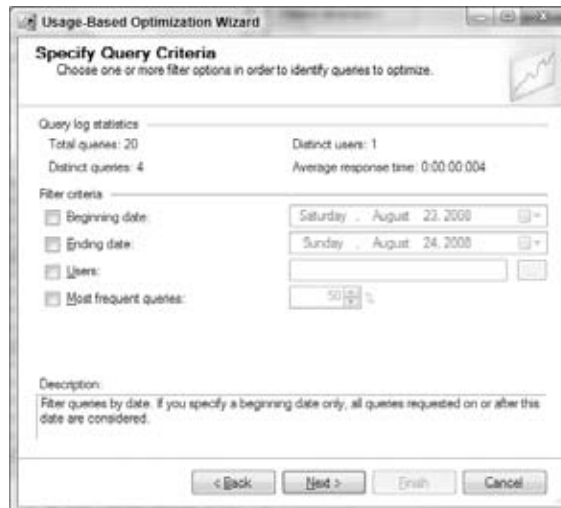 Usage-Based Optimization Wizard
Specify Query Criteria
Choose one or more filter options in order to identify queries to optimize.
Query log statistics
Total queries: 20 Distinct users: 1
Distinct queries: 4 Average response time: 0:00:00:004
Filter criteria
Beginning date: Saturday , August 23, 2008
Ending date: Sunday , August 24, 2008
Users:
Most frequent queries: 50 %
Description:
Filter queries by date. If you specify a beginning date only, all queries requested on or after this
date are considered.
< Back Next > Finish Cancel